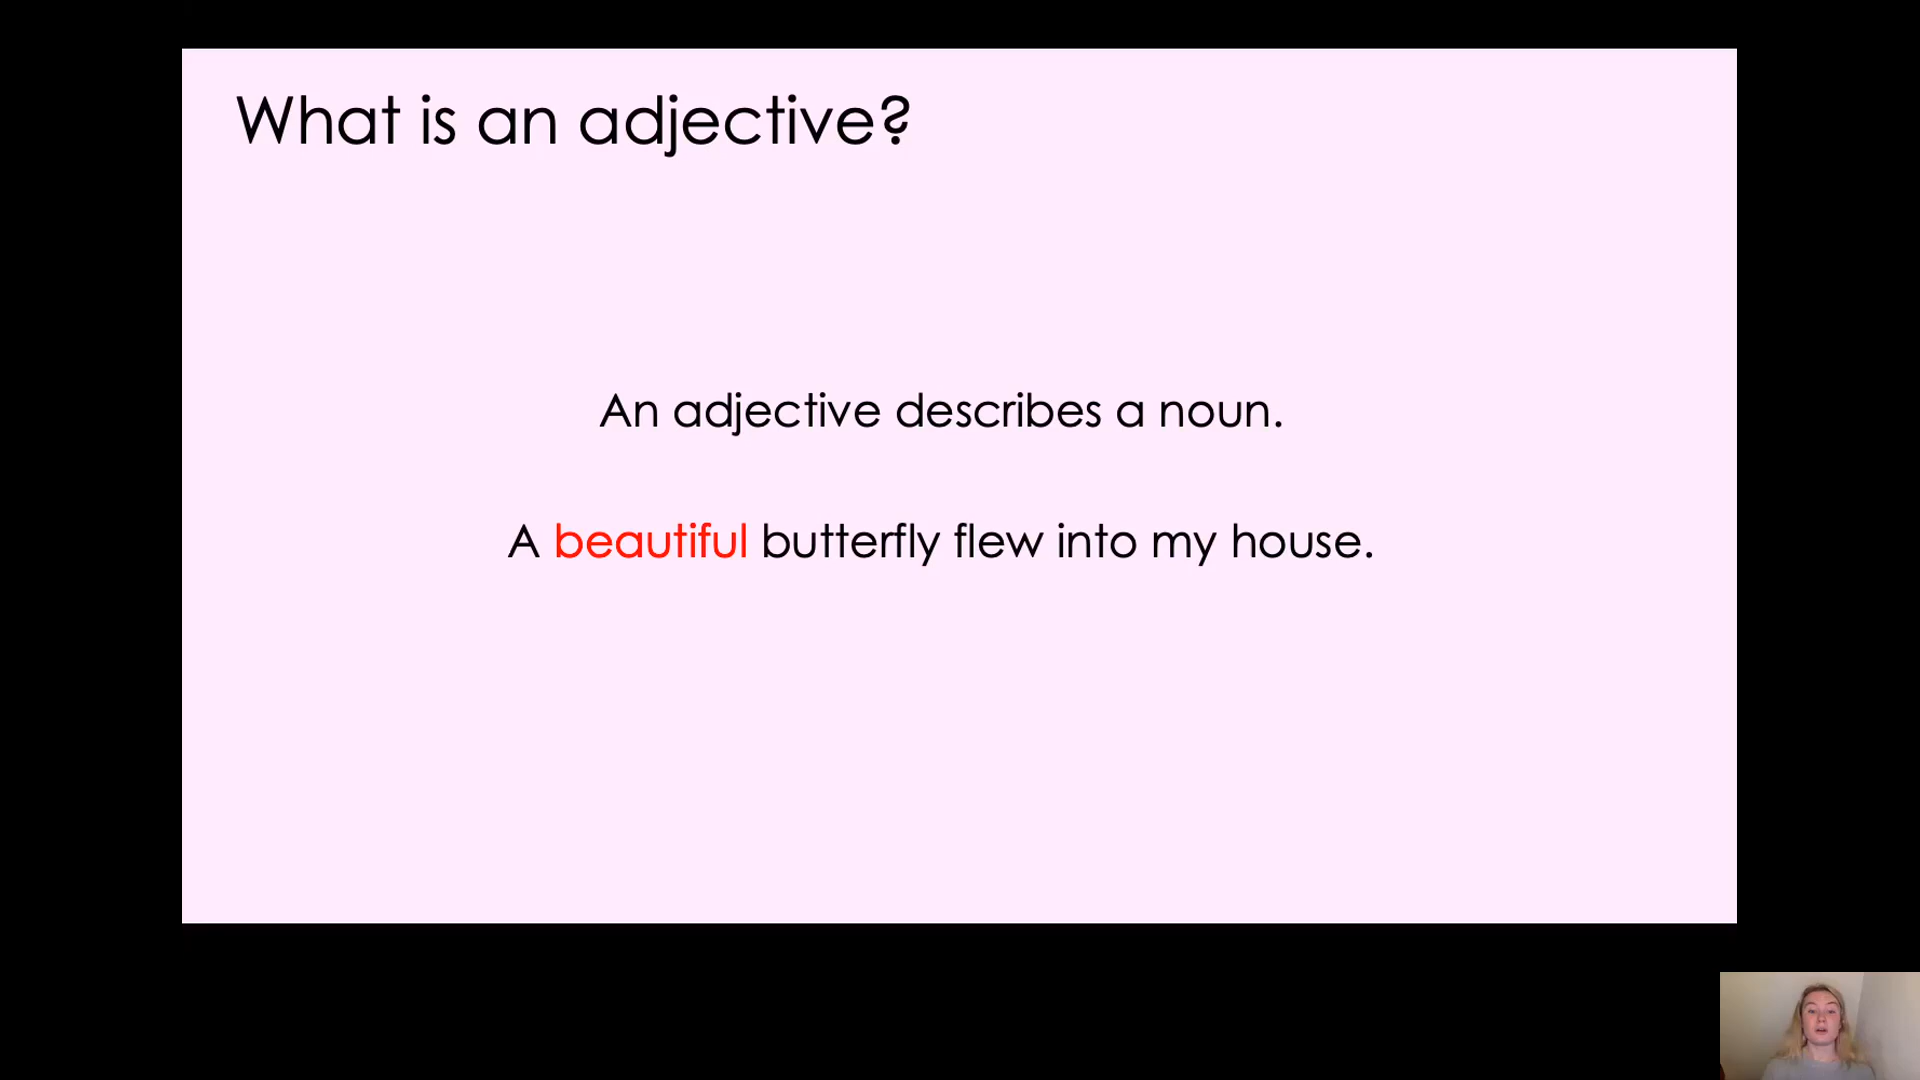 What is an adjective?
An adjective describes a noun.
A beautiful butterfly flew into my house.